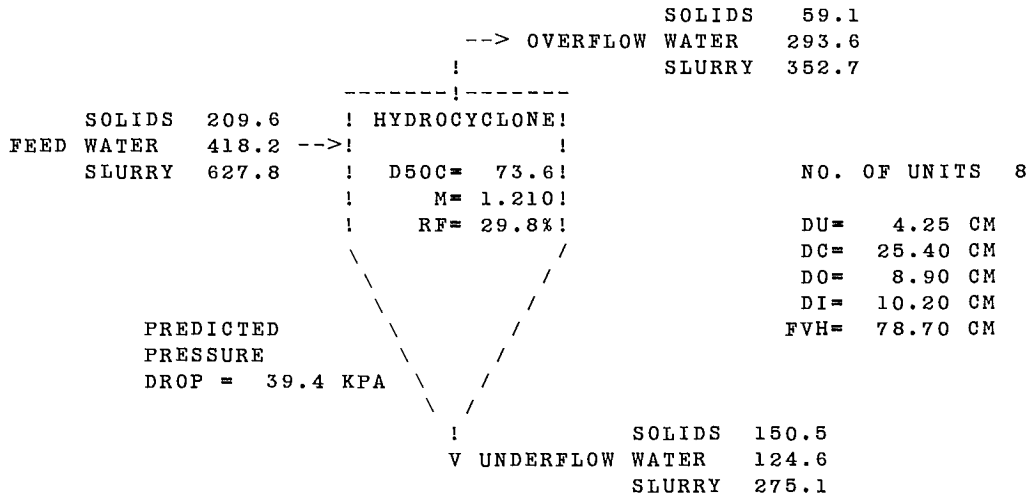 SOLIDS 59.1
--> OVERFLOW WATER 293.6
! SLURRY 352.7
-------!-------
SOLIDS 209.6 ! HYDROCYCLONE!
FEED WATER 418.2 -->! !
SLURRY 627.8 ! D50C= 73.6! NO. OF UNITS 8
! M= 1.210!
! RF= 29.8%! DU= 4.25 CM
\ / DC= 25.40 CM
\ / DO= 8.90 CM
\ / DI= 10.20 CM
PREDICTED \ / FVH= 78.70 CM
PRESSURE \ /
DROP = 39.4 KPA \ /
\ /
! SOLIDS 150.5
V UNDERFLOW WATER 124.6
SLURRY 275.1